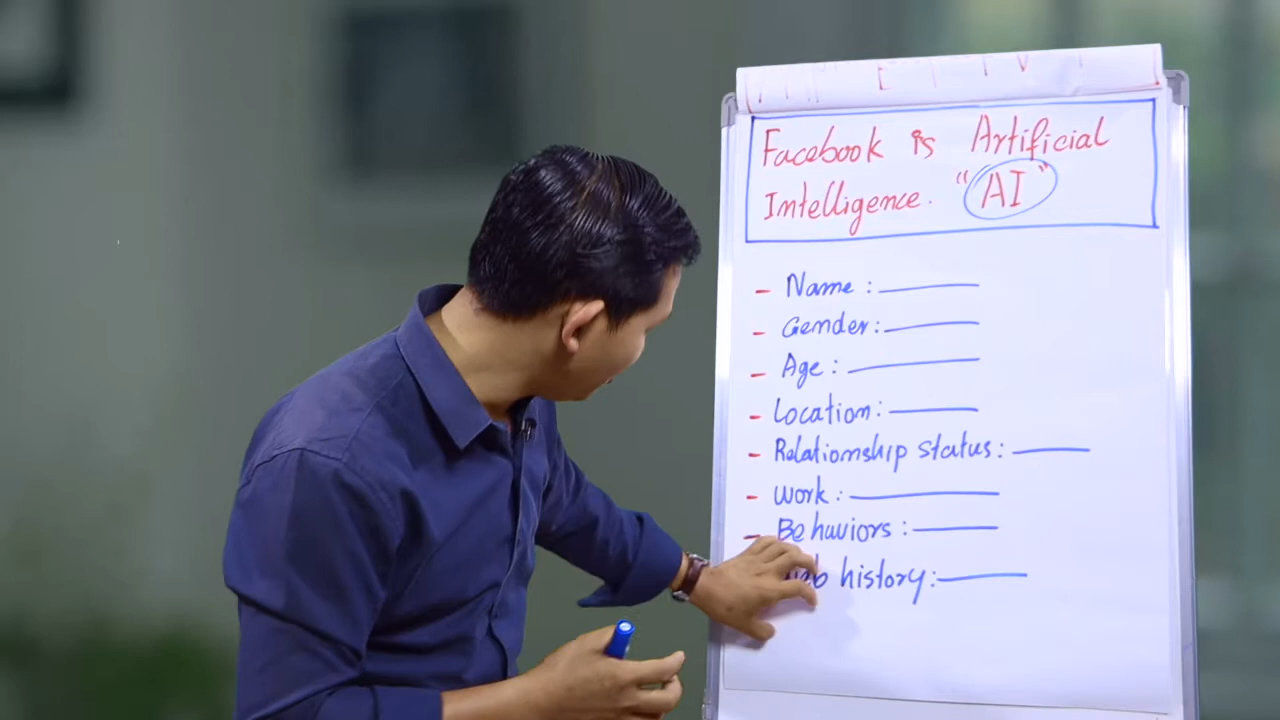 Facebook is Artificial
Intelligence. "AI"
- Name :
- Gender :
- Age :
- Location :
- Relationship status :
- Work :
- Behaviors :
history :